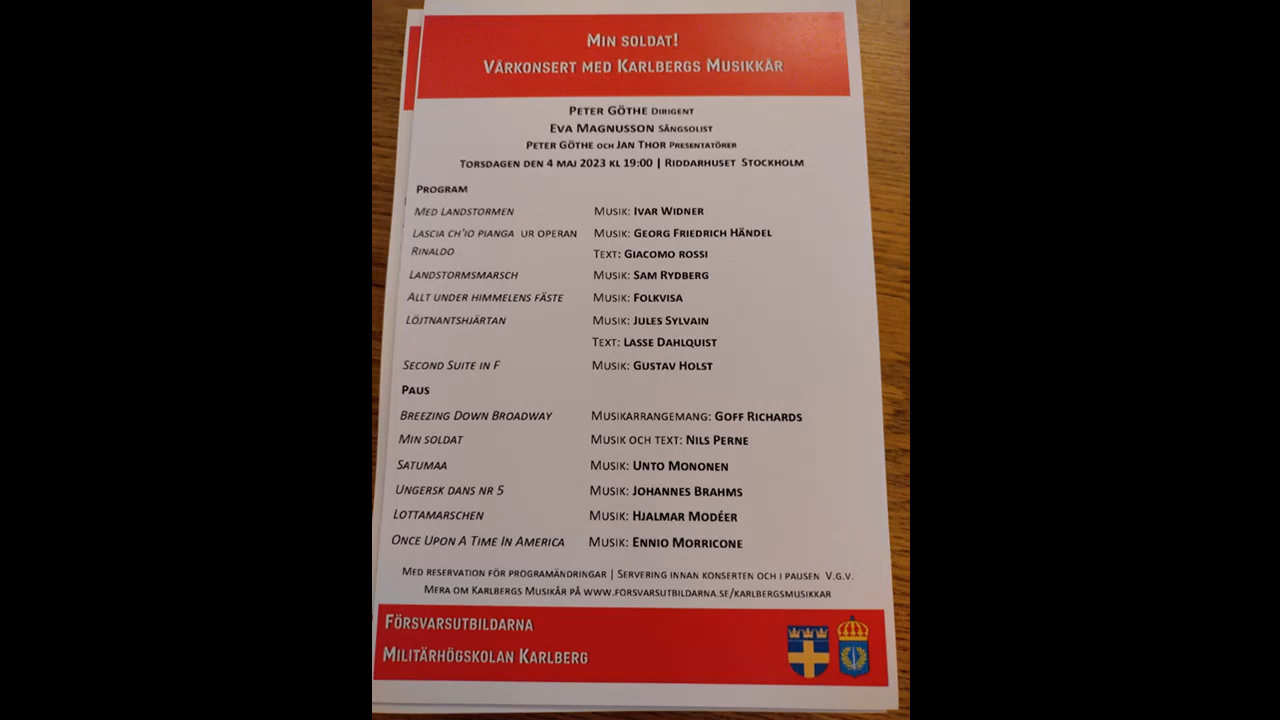 MIN SOLDAT!
VÅRKONSERT MED KARLBERGS MUSIKKÅR
PETER GÖTHE DIRIGENT
EVA MAGNUSSON SÅNGSOLIST
PETER GÖTHE OCH JAN THOR PRESENTATÖRER
TORSDAGEN DEN 4 MAJ 2023 KL 19:00 | RIDDARHUSET STOCKHOLM
PROGRAM
MED LANDSTORMEN MUSIK: IVAR WIDNER
LASCIA CH'IO PIANGA UR OPERAN MUSIK: GEORG FRIEDRICH HÄNDEL
RINALDO TEXT: GIACOMO ROSSI
LANDSTORMSMARSCH MUSIK: SAM RYDBERG
ALLT UNDER HIMMELENS FÄSTE MUSIK: FOLKVISA
LÖJTNANTSHJÄRTAN MUSIK: JULES SYLVAIN
TEXT: LASSE DAHLQUIST
SECOND SUITE IN F MUSIK: GUSTAV HOLST
PAUS
BREEZING DOWN BROADWAY MUSIKARRANGEMANG: GOFF RICHARDS
MIN SOLDAT MUSIK OCH TEXT: NILS PERNE
SATUMAA MUSIK: UNTO MONONEN
UNGERSK DANS NR 5 MUSIK: JOHANNES BRAHMS
LOTTAMARSCHEN MUSIK: HJALMAR MODÉER
ONCE UPON A TIME IN AMERICA MUSIK: ENNIO MORRICONE
MED RESERVATION FÖR PROGRAMÄNDRINGAR | SERVERING INNAN KONSERTEN OCH I PAUSEN V.G.V.
MERA OM KARLBERGS MUSIKÅR PÅ WWW.FORSVARSUTBILDARNA.SE/KARLBERGSMUSIKKAR
FÖRSVARSUTBILDARNA
MILITÄRHÖGSKOLAN KARLBERG